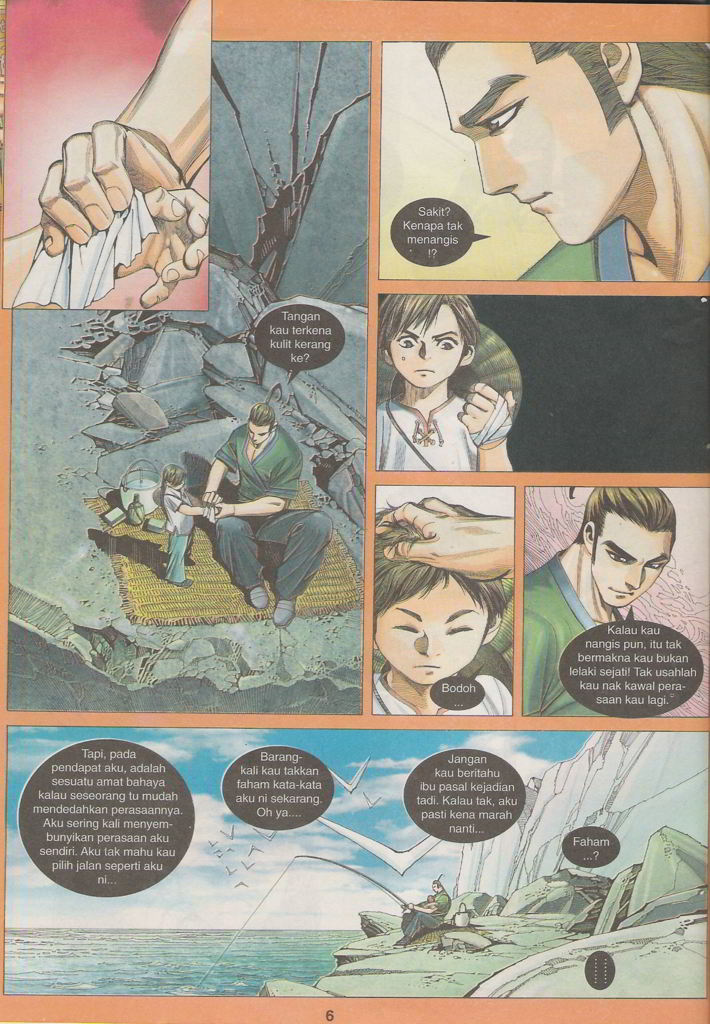 Tangan
kau terkena
kulit kerang
ke?
Sakit?
Kenapa tak
menangis
!?
Bodoh
...
Kalau kau
nangis pun, itu tak
bermakna kau bukan
lelaki sejati! Tak usahlah
kau nak kawal pera-
saan kau lagi.
Tapi, pada
pendapat aku, adalah
sesuatu amat bahaya
kalau seseorang tu mudah
mendedahkan perasaannya.
Aku sering kali menyem-
bunyikan perasaan aku
sendiri. Aku tak mahu kau
pilih jalan seperti aku
ni...
Barang-
kali kau takkan
faham kata-kata
aku ni sekarang.
Oh ya....
Jangan
kau beritahu
ibu pasal kejadian
tadi. Kalau tak, aku
pasti kena marah
nanti...
Faham
...?
6